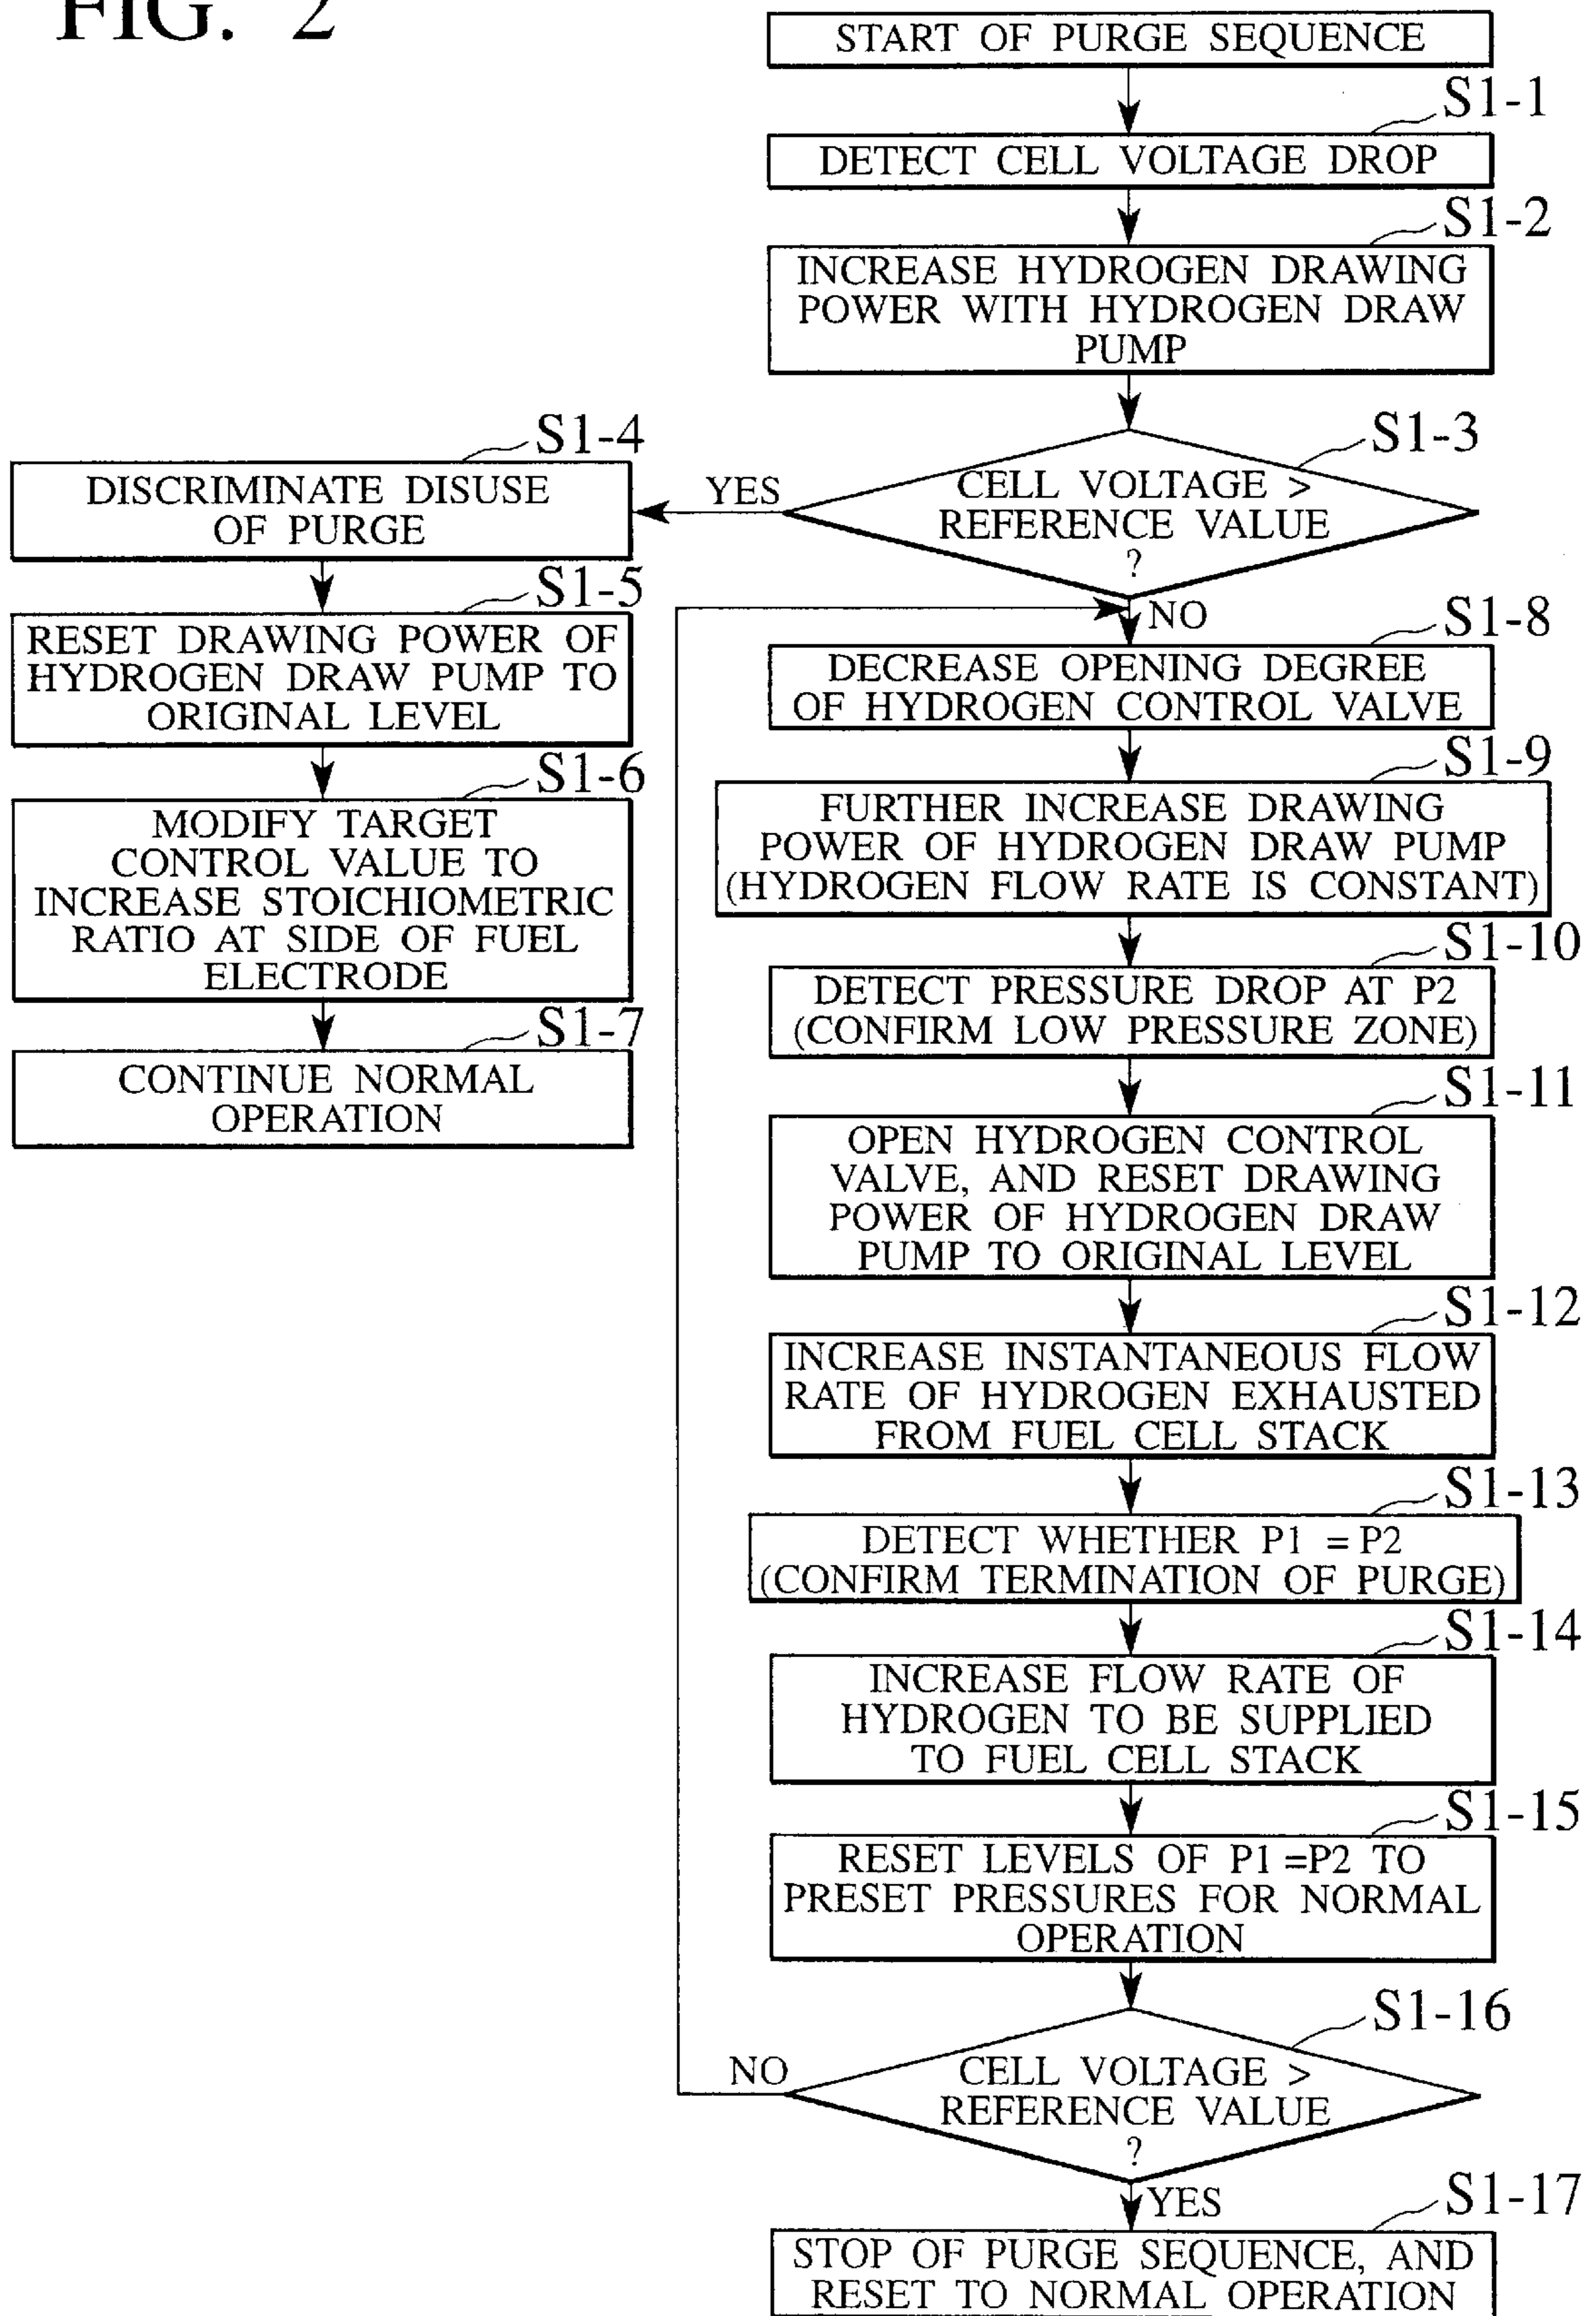 FIG. 2
START OF PURGE SEQUENCE
S1-1
DETECT CELL VOLTAGE DROP
S1-2
INCREASE HYDROGEN DRAWING
POWER WITH HYDROGEN DRAW
PUMP
S1-3
CELL VOLTAGE >
REFERENCE VALUE
?
YES
S1-4
DISCRIMINATE DISUSE
OF PURGE
S1-5
RESET DRAWING POWER OF
HYDROGEN DRAW PUMP TO
ORIGINAL LEVEL
S1-6
MODIFY TARGET
CONTROL VALUE TO
INCREASE STOICHIOMETRIC
RATIO AT SIDE OF FUEL
ELECTRODE
S1-7
CONTINUE NORMAL
OPERATION
NO
S1-8
DECREASE OPENING DEGREE
OF HYDROGEN CONTROL VALVE
S1-9
FURTHER INCREASE DRAWING
POWER OF HYDROGEN DRAW PUMP
(HYDROGEN FLOW RATE IS CONSTANT)
S1-10
DETECT PRESSURE DROP AT P2
(CONFIRM LOW PRESSURE ZONE)
S1-11
OPEN HYDROGEN CONTROL
VALVE, AND RESET DRAWING
POWER OF HYDROGEN DRAW
PUMP TO ORIGINAL LEVEL
S1-12
INCREASE INSTANTANEOUS FLOW
RATE OF HYDROGEN EXHAUSTED
FROM FUEL CELL STACK
S1-13
DETECT WHETHER P1 = P2
(CONFIRM TERMINATION OF PURGE)
S1-14
INCREASE FLOW RATE OF
HYDROGEN TO BE SUPPLIED
TO FUEL CELL STACK
S1-15
RESET LEVELS OF P1 =P2 TO
PRESET PRESSURES FOR NORMAL
OPERATION
S1-16
CELL VOLTAGE >
REFERENCE VALUE
?
NO
YES
S1-17
STOP OF PURGE SEQUENCE, AND
RESET TO NORMAL OPERATION